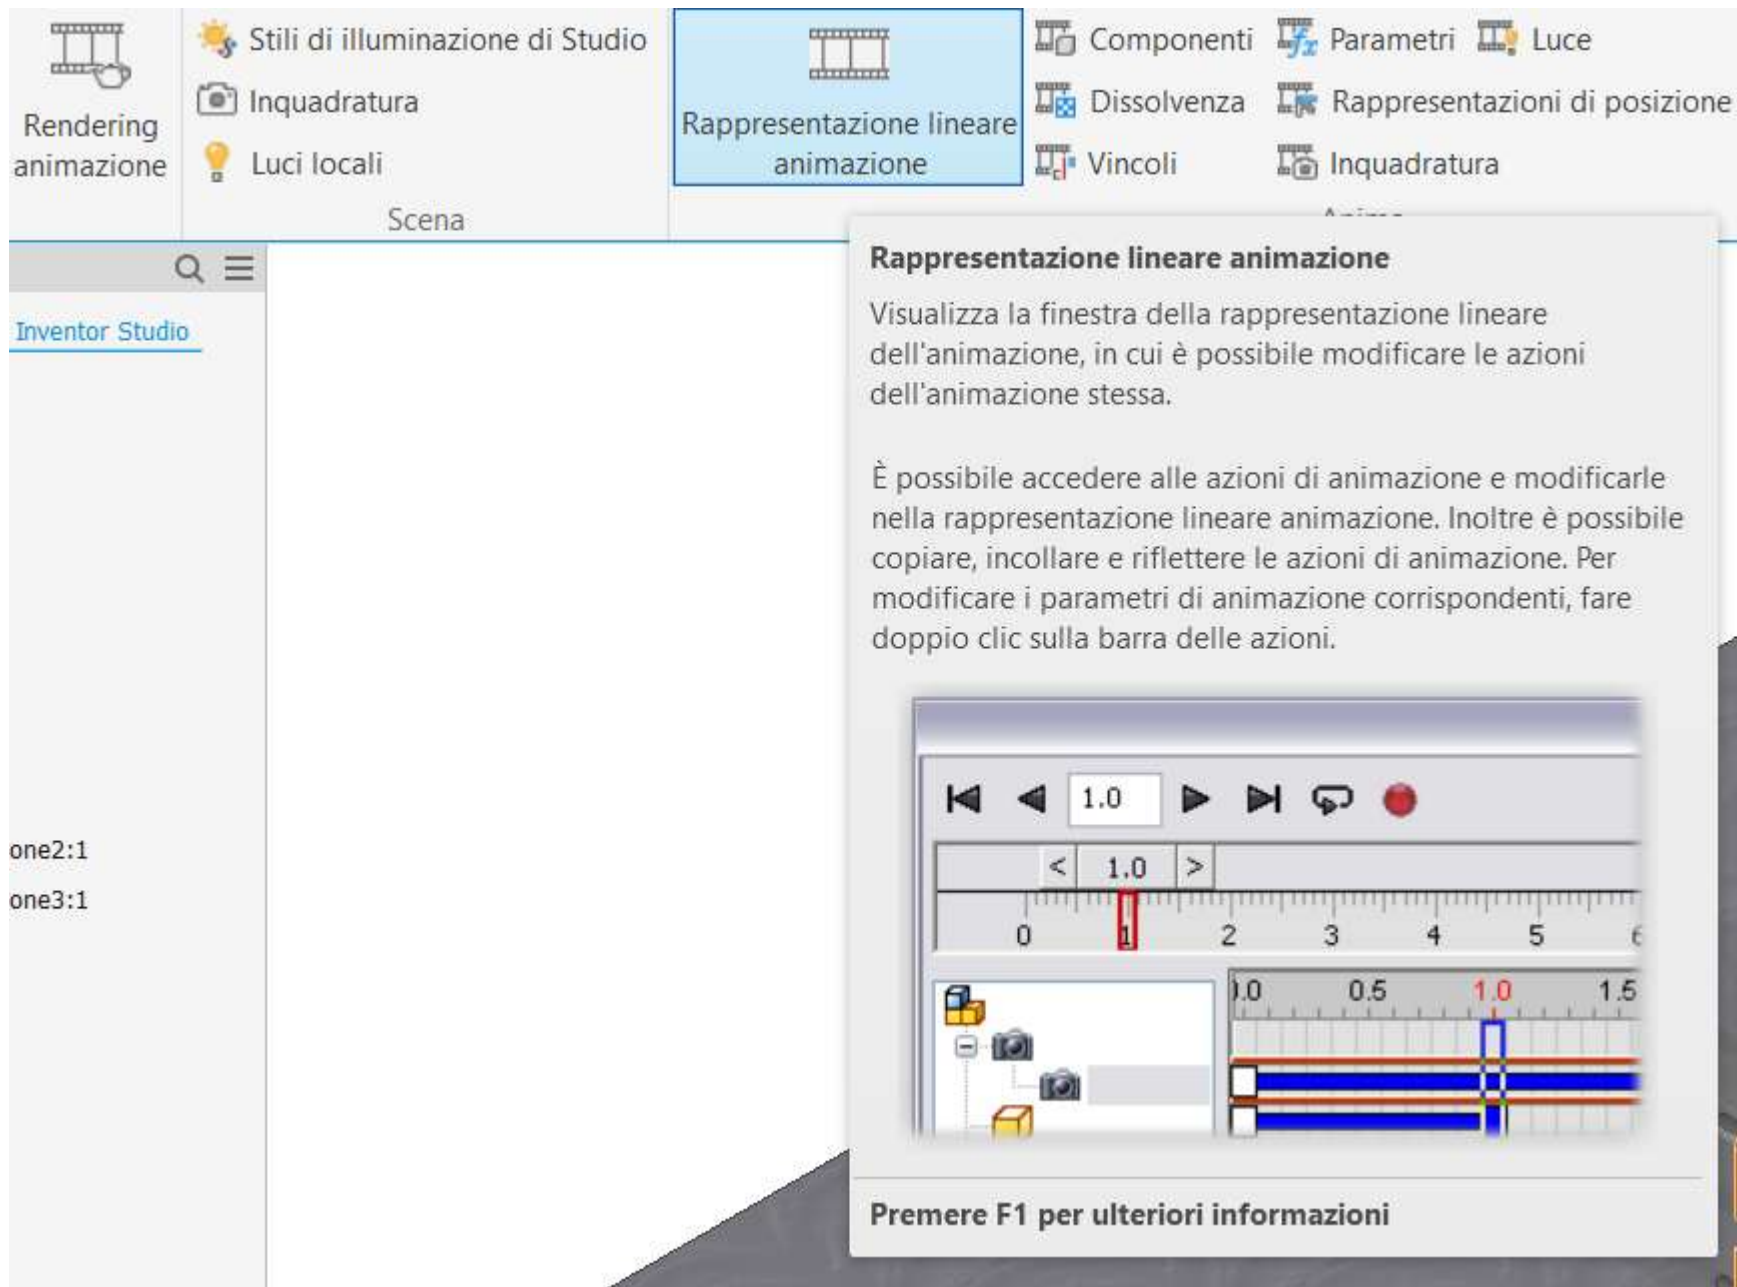 Rendering
animazione
Stili di illuminazione di Studio
Inquadratura
Luci locali
Scena
Rappresentazione lineare
animazione
Componenti
Parametri
Luce
Dissolvenza
Rappresentazioni di posizione
Vincoli
Inquadratura
Inventor Studio
one2:1
one3:1
Rappresentazione lineare animazione
Visualizza la finestra della rappresentazione lineare
dell'animazione, in cui è possibile modificare le azioni
dell'animazione stessa.
È possibile accedere alle azioni di animazione e modificarle
nella rappresentazione lineare animazione. Inoltre è possibile
copiare, incollare e riflettere le azioni di animazione. Per
modificare i parametri di animazione corrispondenti, fare
doppio clic sulla barra delle azioni.
1.0
< 1.0 >
0 1 2 3 4 5
0.5 1.0 1.5
Premere F1 per ulteriori informazioni